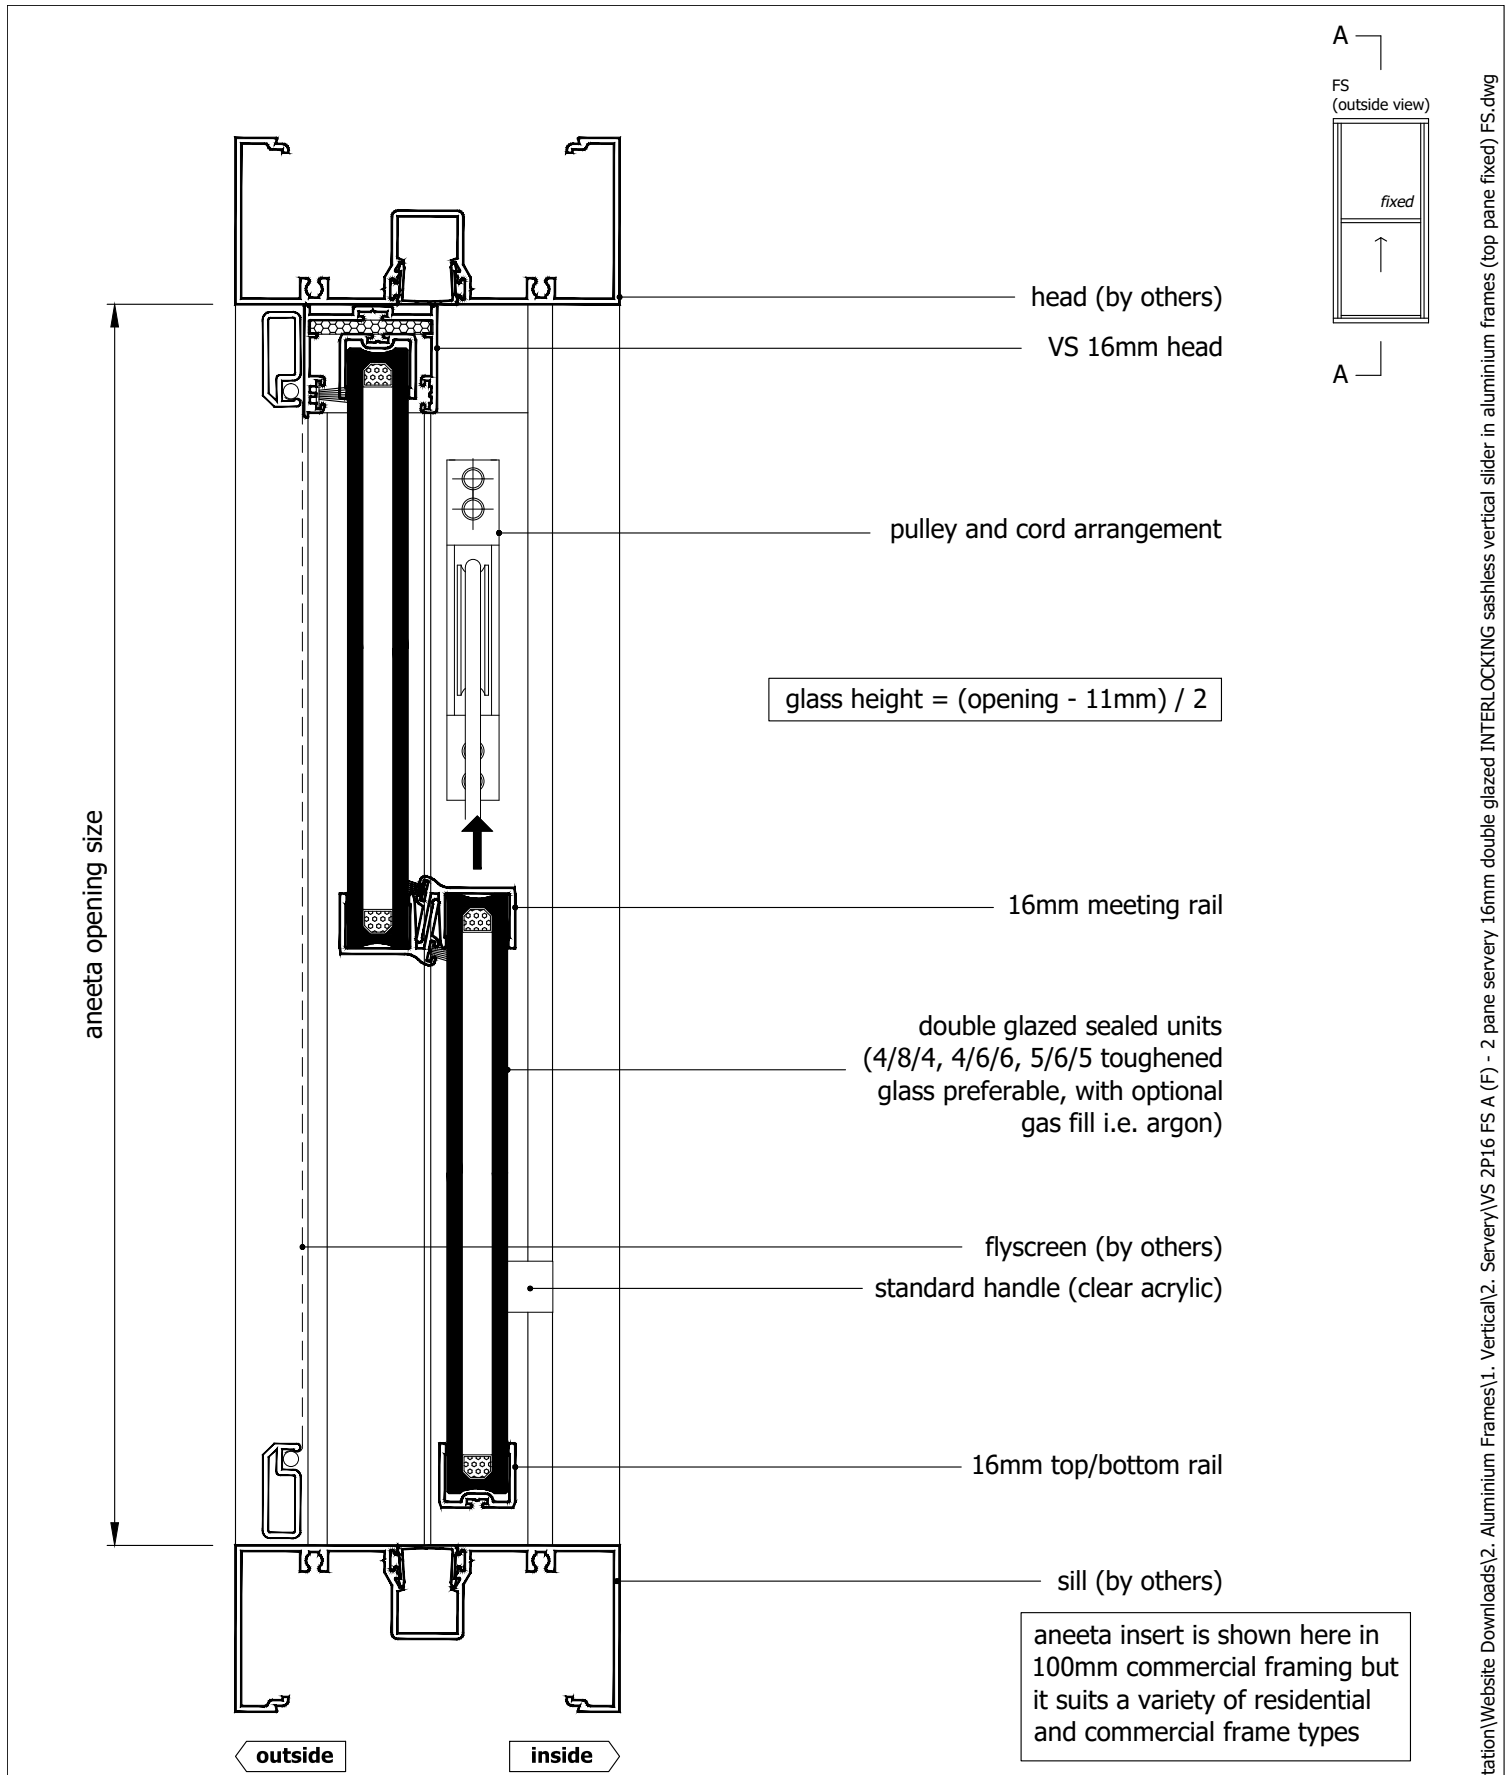 A
FS
(outside view)
fixed
A
head (by others)
VS 16mm head
pulley and cord arrangement
glass height = (opening - 11mm) / 2
aneeta opening size
16mm meeting rail
double glazed sealed units
(4/8/4, 4/6/6, 5/6/5 toughened
glass preferable, with optional
gas fill i.e. argon)
flyscreen (by others)
standard handle (clear acrylic)
16mm top/bottom rail
sill (by others)
aneeta insert is shown here in
100mm commercial framing but
it suits a variety of residential
and commercial frame types
outside
inside
tation\Website Downloads\2. Aluminium Frames\1. Vertical\2. Servery\VS 2P16 FS A (F) - 2 pane servery 16mm double glazed INTERLOCKING sashless vertical slider in aluminium frames (top pane fixed) FS.dwg